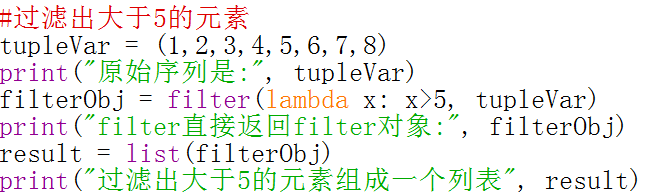 #过滤出大于5的元素
tupleVar = (1,2,3,4,5,6,7,8)
print("原始序列是:", tupleVar)
filterObj = filter(lambda x: x>5, tupleVar)
print("filter直接返回filter对象:", filterObj)
result = list(filterObj)
print("过滤出大于5的元素组成一个列表", result)